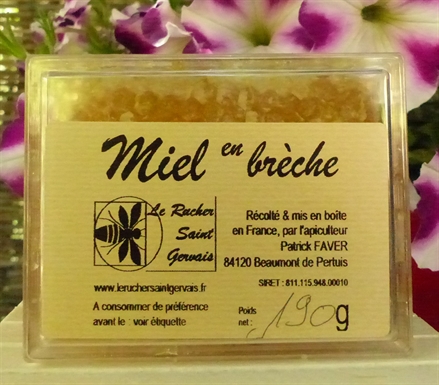 Miel en brèche
Le Rucher
Saint
Gervais
Récolté & mis en boîte
en France, par l'apiculteur
Patrick FAVER
84120 Beaumont de Pertuis
www.leruchersaintgervais.fr
SIRET : 811.115.948.00010
A consommer de préférence
avant le : voir étiquette
Poids
net : 190g